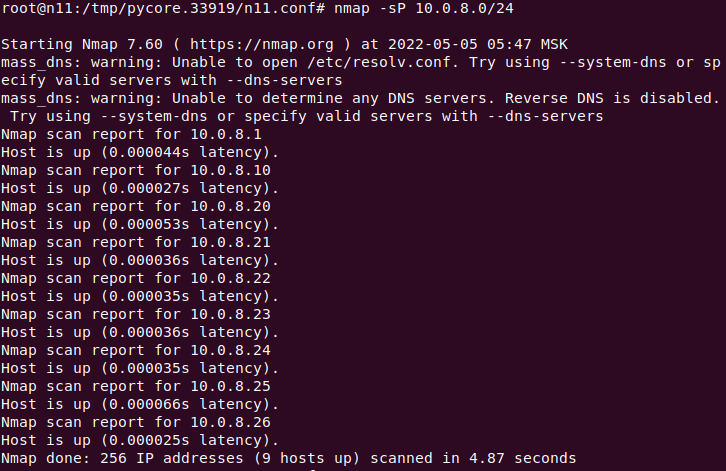 root@n11:/tmp/pycore.33919/n11.conf# nmap -sP 10.0.8.0/24
Starting Nmap 7.60 ( https://nmap.org ) at 2022-05-05 05:47 MSK
mass_dns: warning: Unable to open /etc/resolv.conf. Try using --system-dns or sp
ecify valid servers with --dns-servers
mass_dns: warning: Unable to determine any DNS servers. Reverse DNS is disabled.
 Try using --system-dns or specify valid servers with --dns-servers
Nmap scan report for 10.0.8.1
Host is up (0.000044s latency).
Nmap scan report for 10.0.8.10
Host is up (0.000027s latency).
Nmap scan report for 10.0.8.20
Host is up (0.000053s latency).
Nmap scan report for 10.0.8.21
Host is up (0.000036s latency).
Nmap scan report for 10.0.8.22
Host is up (0.000035s latency).
Nmap scan report for 10.0.8.23
Host is up (0.000036s latency).
Nmap scan report for 10.0.8.24
Host is up (0.000035s latency).
Nmap scan report for 10.0.8.25
Host is up (0.000066s latency).
Nmap scan report for 10.0.8.26
Host is up (0.000025s latency).
Nmap done: 256 IP addresses (9 hosts up) scanned in 4.87 seconds